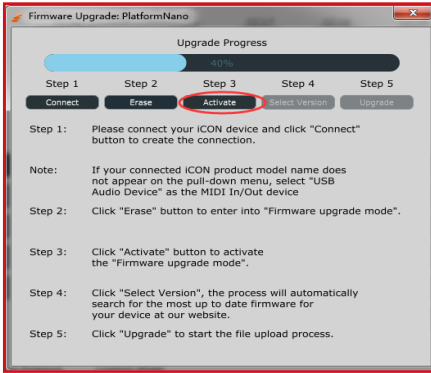 Firmware Upgrade: PlatformNano
Upgrade Progress
40%
Step 1 Step 2 Step 3 Step 4 Step 5
Connect Erase Activate Select Version Upgrade
Step 1: Please connect your iCON device and click "Connect"
button to create the connection.
Note: If your connected iCON product model name does
not appear on the pull-down menu, select "USB
Audio Device" as the MIDI In/Out device
Step 2: Click "Erase" button to enter into "Firmware upgrade mode".
Step 3: Click "Activate" button to activate
the "Firmware upgrade mode".
Step 4: Click "Select Version", the process will automatically
search for the most up to date firmware for
your device at our website.
Step 5: Click "Upgrade" to start the file upload process.